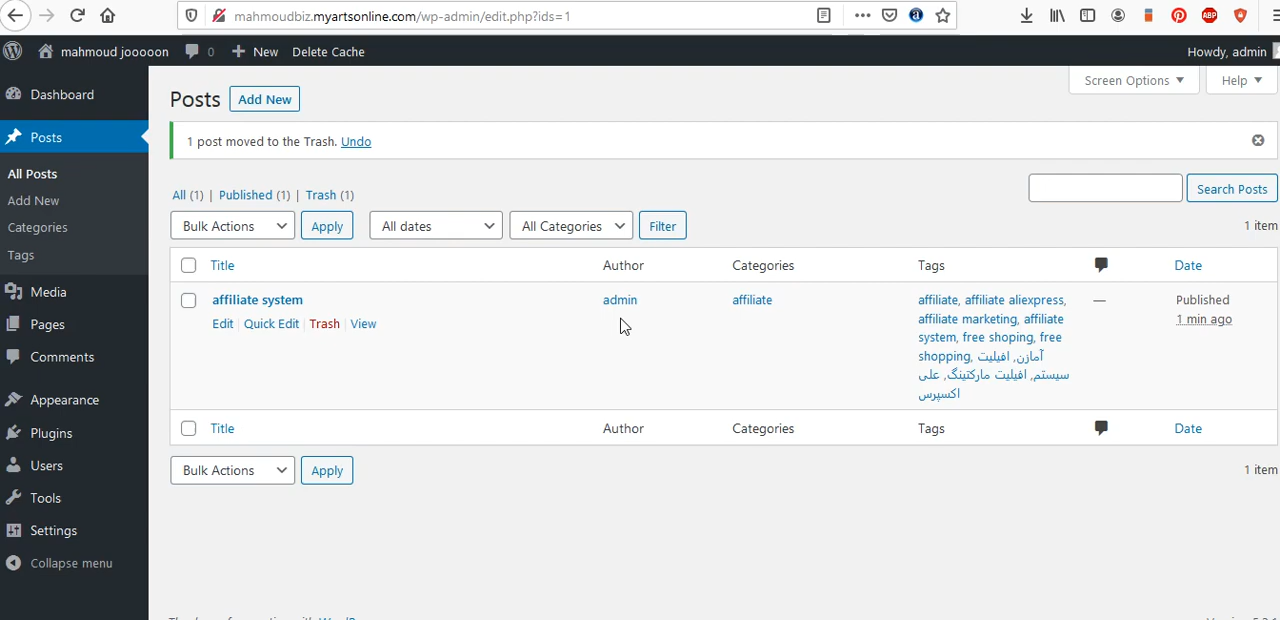 mahmoudbiz.myartsonline.com/wp-admin/edit.php?ids=1
mahmoud jooooon 0 New Delete Cache Howdy, admin
Screen Options Help
Dashboard
Posts
All Posts
Add New
Categories
Tags
Media
Pages
Comments
Appearance
Plugins
Users
Tools
Settings
Collapse menu
Posts Add New
1 post moved to the Trash. Undo
All (1) | Published (1) | Trash (1)
Search Posts
Bulk Actions Apply All dates All Categories Filter
1 item
Title Author Categories Tags Date
affiliate system admin affiliate
Edit | Quick Edit | Trash | View
affiliate, affiliate aliexpress,
affiliate marketing, affiliate
system, free shoping, free
shopping, آمازن, افیلیت
سیستم, افیلیت مارکتینگ, علی
اکسپرس
—
Published
1 min ago
Title Author Categories Tags Date
Bulk Actions Apply
1 item